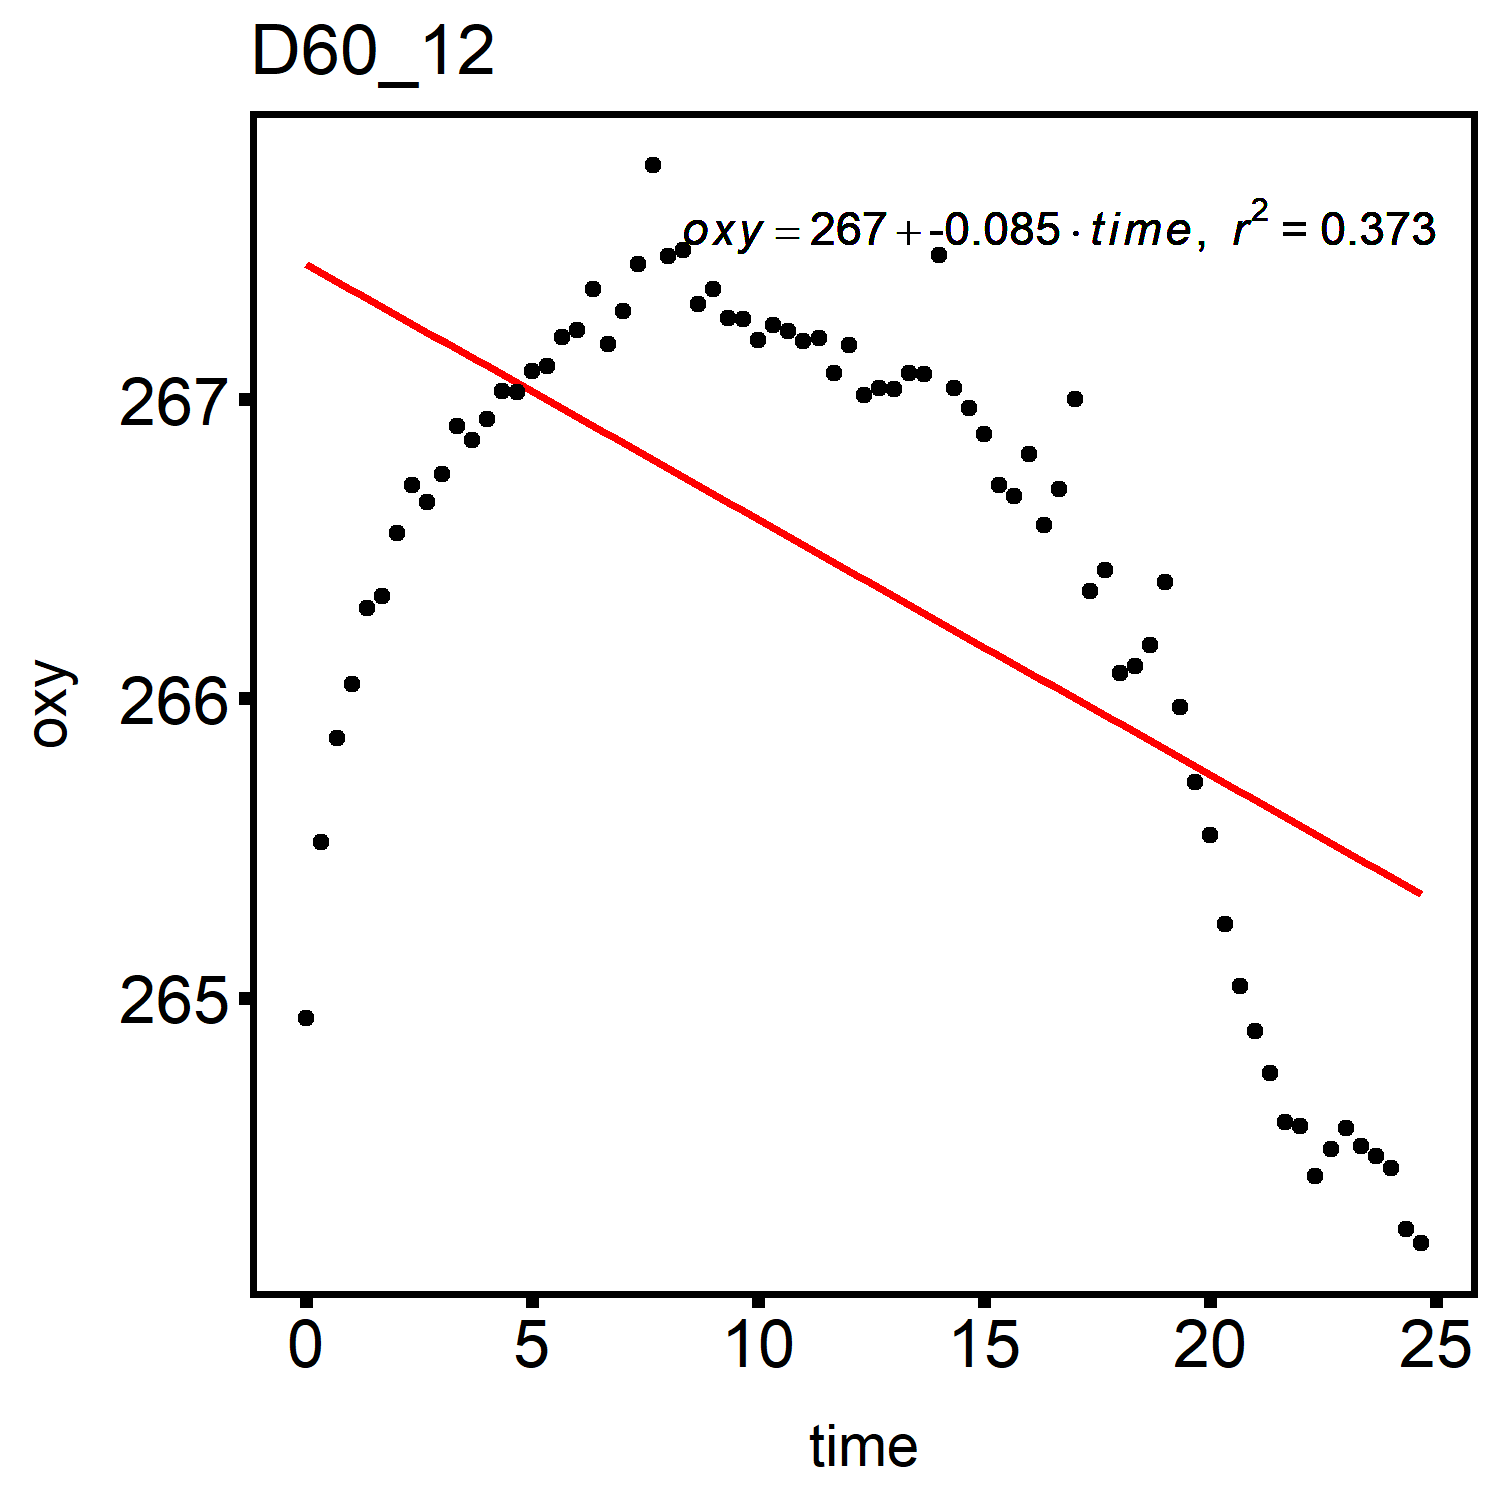 D60_12
oxy = 267 + -0.085 · time, r² = 0.373
267
266
265
oxy
0 5 10 15 20 25
time